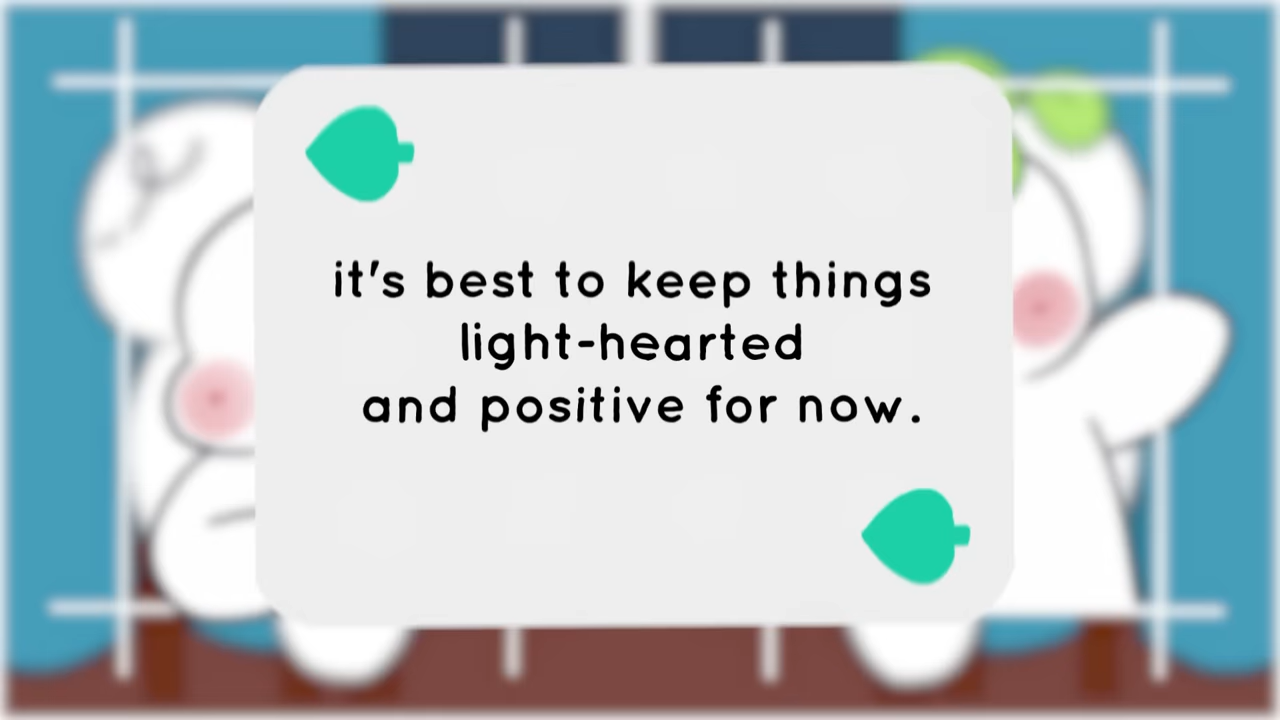 it's best to keep things
light-hearted
and positive for now.